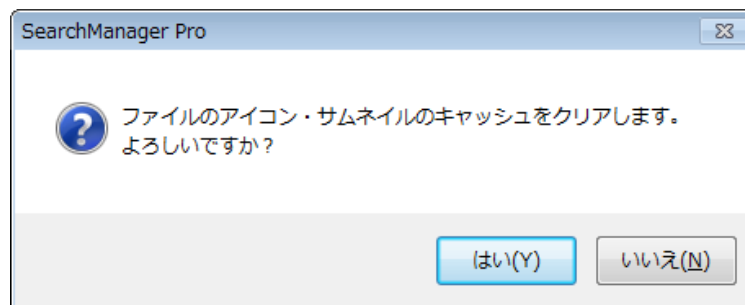 SearchManager Pro
ファイルのアイコン・サムネイルのキャッシュをクリアします。
よろしいですか？
はい(Y)
いいえ(N)